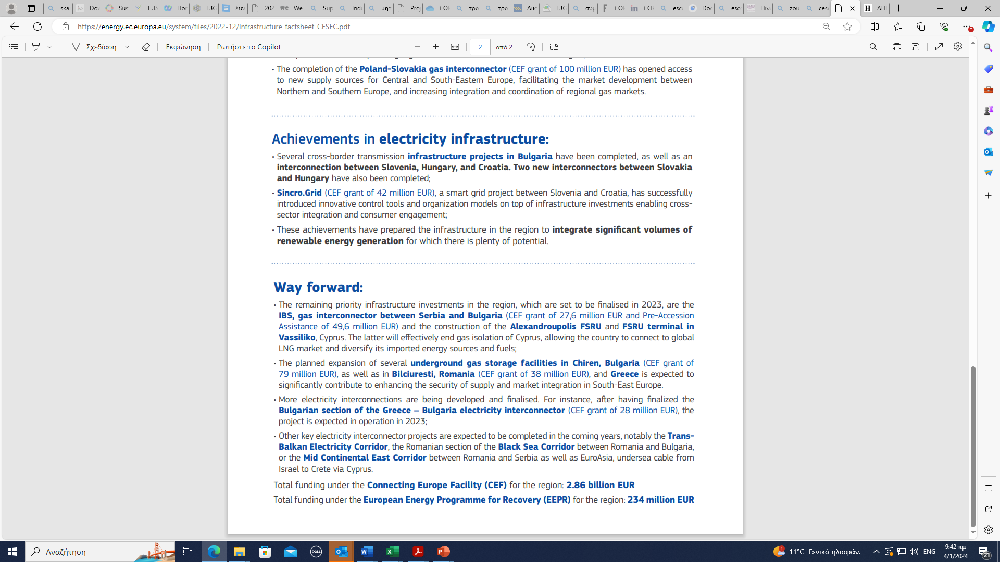 skai
Dov
Sus
EUS
Hor
ΕΞG
Συν
202
We
Sup
Indi
μητ
Proj
COF
τρα
τρα
Δίκ
ΕΞG
συμ
COF
COF
esco
Doc
esco
Πίνι
zou
cese
ΑΠΕ
https://energy.ec.europa.eu/system/files/2022-12/Infrastructure_factsheet_CESEC.pdf
Σχεδίαση
Εκφώνηση
Ρωτήστε το Copilot
2
από 2
• The completion of the Poland-Slovakia gas interconnector (CEF grant of 100 million EUR) has opened access
to new supply sources for Central and South-Eastern Europe, facilitating the market development between
Northern and Southern Europe, and increasing integration and coordination of regional gas markets.
Achievements in electricity infrastructure:
• Several cross-border transmission infrastructure projects in Bulgaria have been completed, as well as an
interconnection between Slovenia, Hungary, and Croatia. Two new interconnectors between Slovakia
and Hungary have also been completed;
• Sincro.Grid (CEF grant of 42 million EUR), a smart grid project between Slovenia and Croatia, has successfully
introduced innovative control tools and organization models on top of infrastructure investments enabling cross-
sector integration and consumer engagement;
• These achievements have prepared the infrastructure in the region to integrate significant volumes of
renewable energy generation for which there is plenty of potential.
Way forward:
• The remaining priority infrastructure investments in the region, which are set to be finalised in 2023, are the
IBS, gas interconnector between Serbia and Bulgaria (CEF grant of 27,6 million EUR and Pre-Accession
Assistance of 49,6 million EUR) and the construction of the Alexandroupolis FSRU and FSRU terminal in
Vassiliko, Cyprus. The latter will effectively end gas isolation of Cyprus, allowing the country to connect to global
LNG market and diversify its imported energy sources and fuels;
• The planned expansion of several underground gas storage facilities in Chiren, Bulgaria (CEF grant of
79 million EUR), as well as in Bilciuresti, Romania (CEF grant of 38 million EUR), and Greece is expected to
significantly contribute to enhancing the security of supply and market integration in South-East Europe.
• More electricity interconnections are being developed and finalised. For instance, after having finalized the
Bulgarian section of the Greece – Bulgaria electricity interconnector (CEF grant of 28 million EUR), the
project is expected in operation in 2023;
• Other key electricity interconnector projects are expected to be completed in the coming years, notably the Trans-
Balkan Electricity Corridor, the Romanian section of the Black Sea Corridor between Romania and Bulgaria,
or the Mid Continental East Corridor between Romania and Serbia as well as EuroAsia, undersea cable from
Israel to Crete via Cyprus.
Total funding under the Connecting Europe Facility (CEF) for the region: 2.86 billion EUR
Total funding under the European Energy Programme for Recovery (EEPR) for the region: 234 million EUR
Αναζήτηση
11°C Γενικά ηλιοφάν.
ENG
9:42 πμ
4/1/2024
21